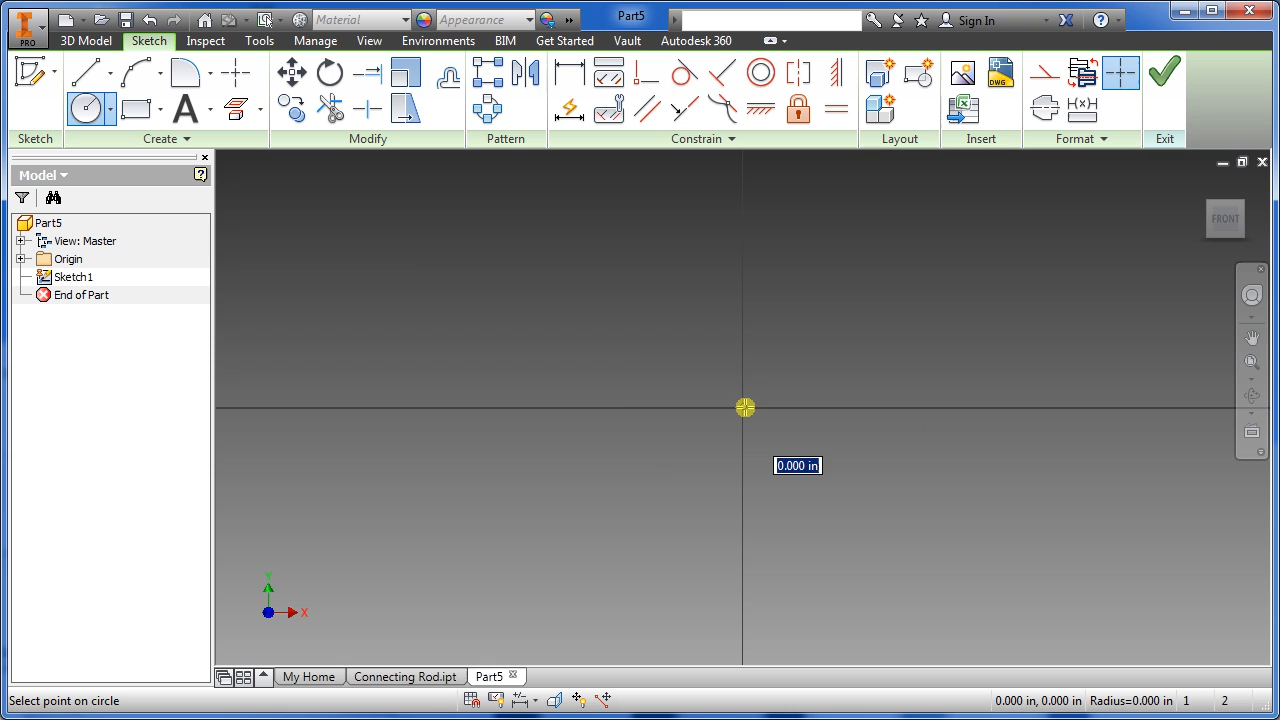 Material
Appearance
Part5
Sign In
PRO
3D Model
Sketch
Inspect
Tools
Manage
View
Environments
BIM
Get Started
Vault
Autodesk 360
DWG
Sketch
Create
Modify
Pattern
Constrain
Layout
Insert
Format
Exit
Model
Part5
View: Master
Origin
Sketch1
End of Part
FRONT
0.000 in
Y
X
My Home
Connecting Rod.ipt
Part5
Select point on circle
0.000 in, 0.000 in
Radius=0.000 in
1
2